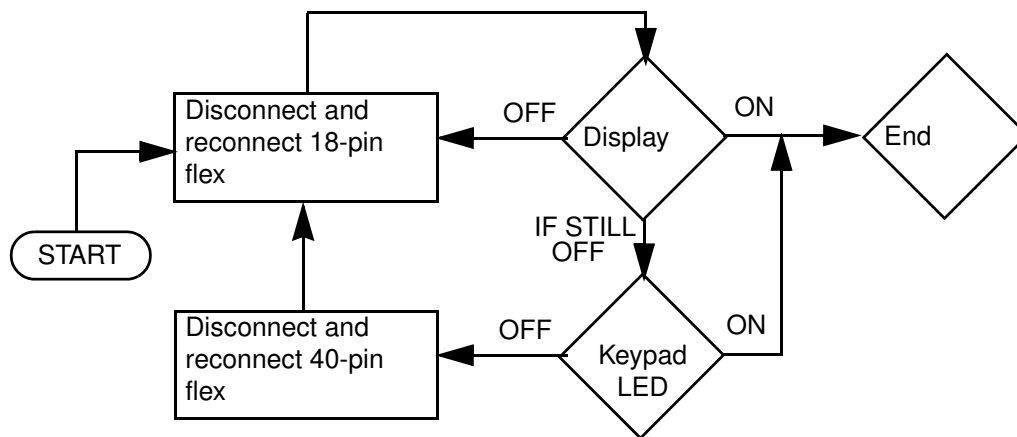 Disconnect and
reconnect 18-pin
flex
OFF
Display
ON
End
START
IF STILL
OFF
Disconnect and
reconnect 40-pin
flex
OFF
Keypad
LED
ON